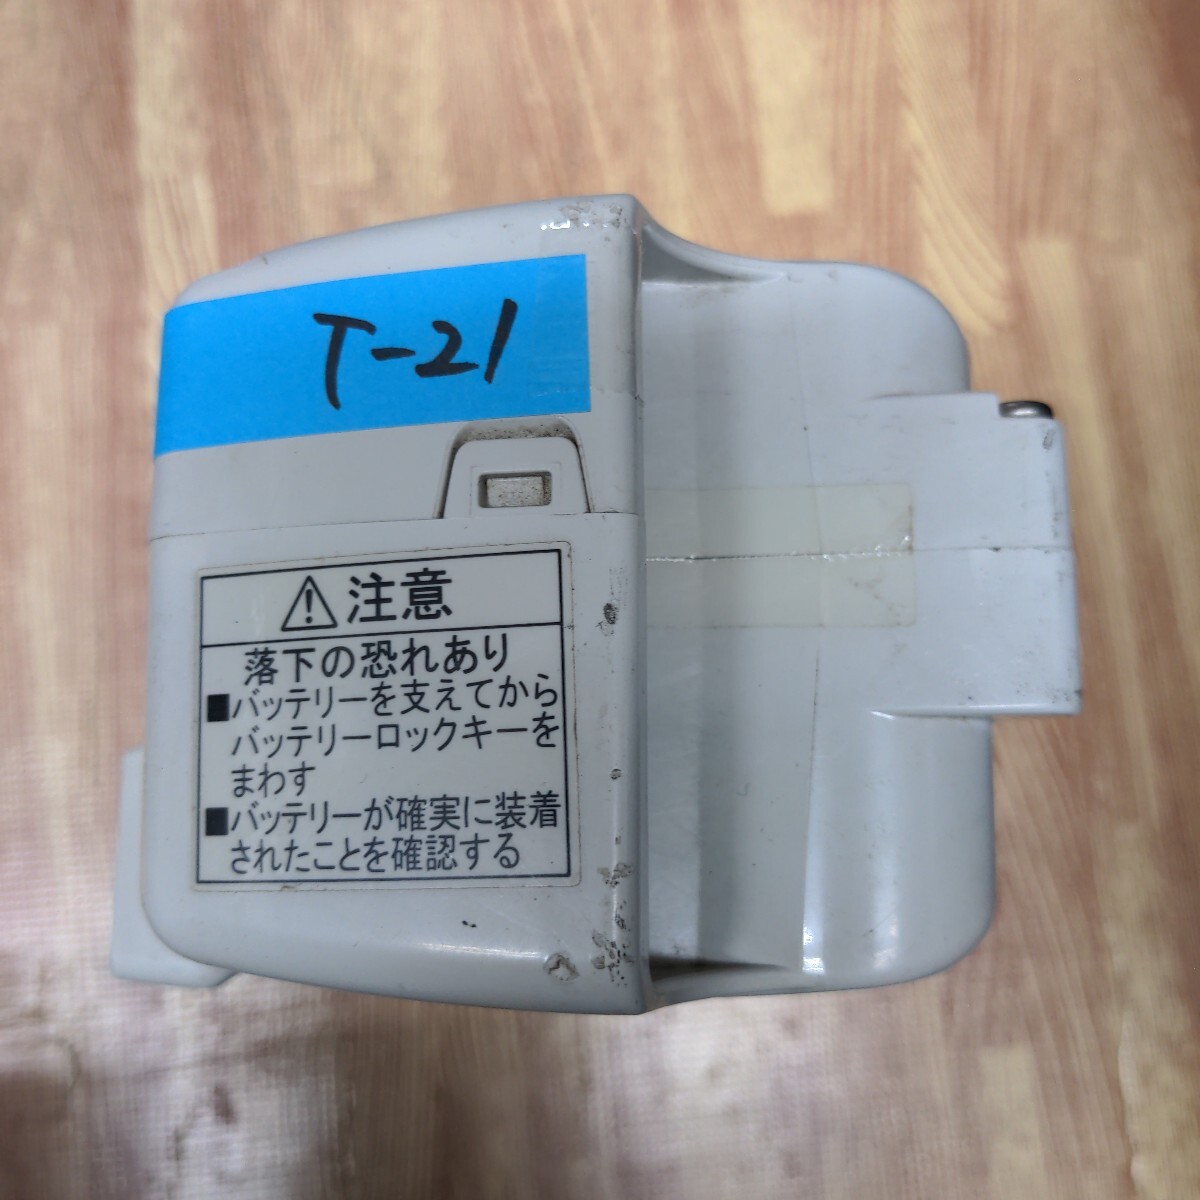 T-21
注意
落下の恐れあり
■バッテリーを支えてから
バッテリーロックキーを
まわす
■バッテリーが確実に装着
されたことを確認する